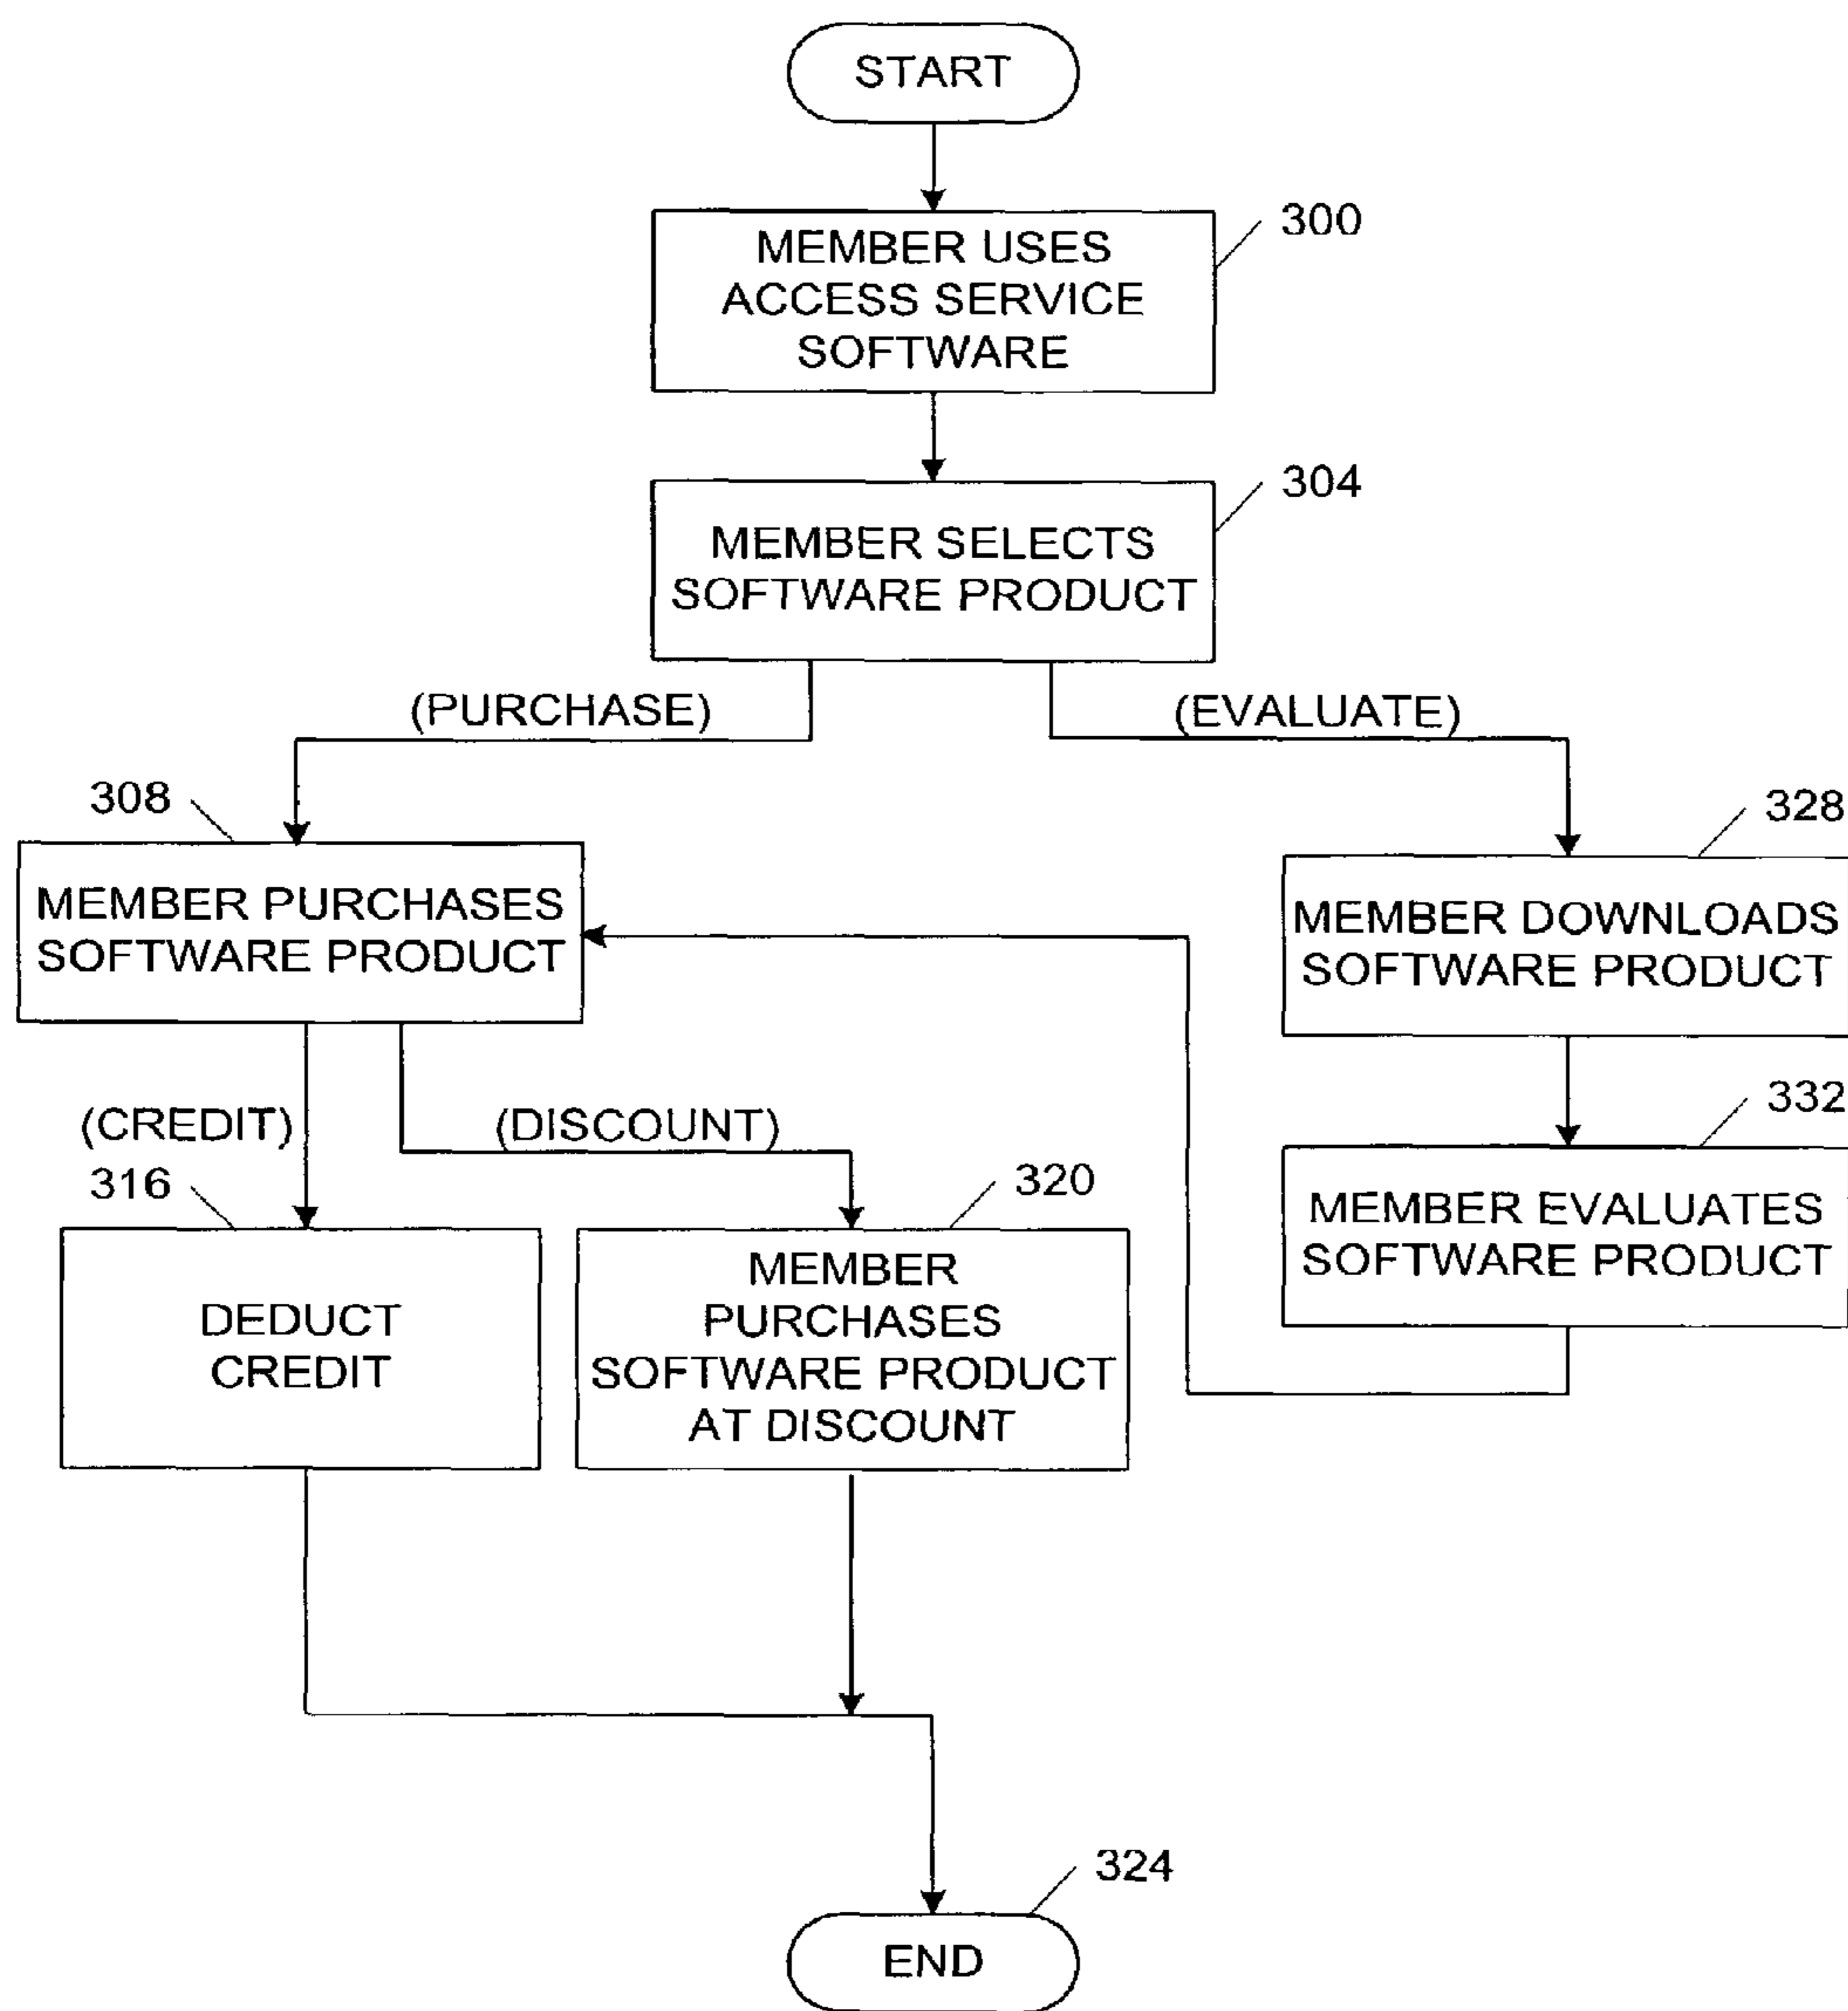 START
300
MEMBER USES
ACCESS SERVICE
SOFTWARE
304
MEMBER SELECTS
SOFTWARE PRODUCT
(PURCHASE)
(EVALUATE)
308
MEMBER PURCHASES
SOFTWARE PRODUCT
328
MEMBER DOWNLOADS
SOFTWARE PRODUCT
332
MEMBER EVALUATES
SOFTWARE PRODUCT
(CREDIT)
(DISCOUNT)
316
DEDUCT
CREDIT
320
MEMBER
PURCHASES
SOFTWARE PRODUCT
AT DISCOUNT
324
END